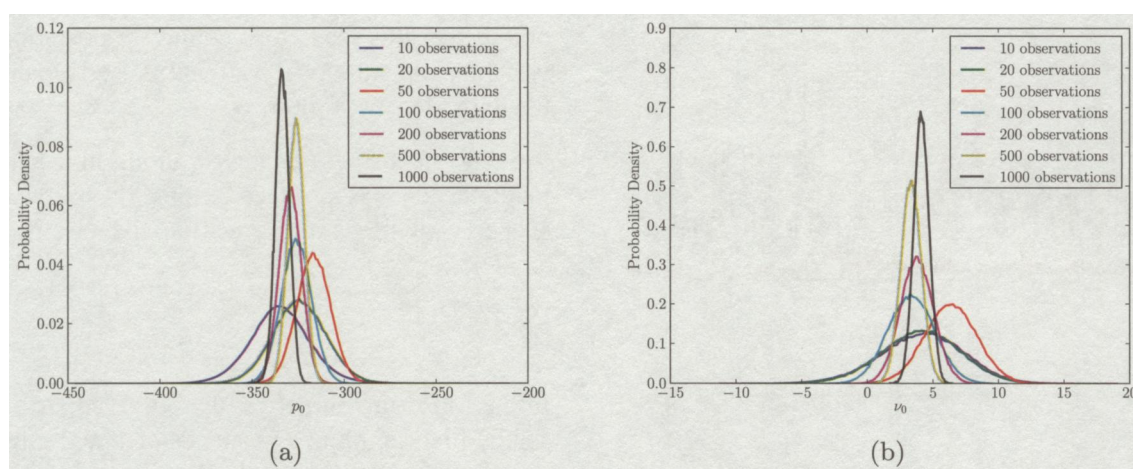 0.12
0.10
0.08
0.06
0.04
0.02
0.00
Probability Density
10 observations
20 observations
50 observations
100 observations
200 observations
500 observations
1000 observations
−450 −400 −350 −300 −250 −200
p₀
(a)
0.9
0.8
0.7
0.6
0.5
0.4
0.3
0.2
0.1
0.0
Probability Density
10 observations
20 observations
50 observations
100 observations
200 observations
500 observations
1000 observations
−15 −10 −5 0 5 10 15 20
ν₀
(b)